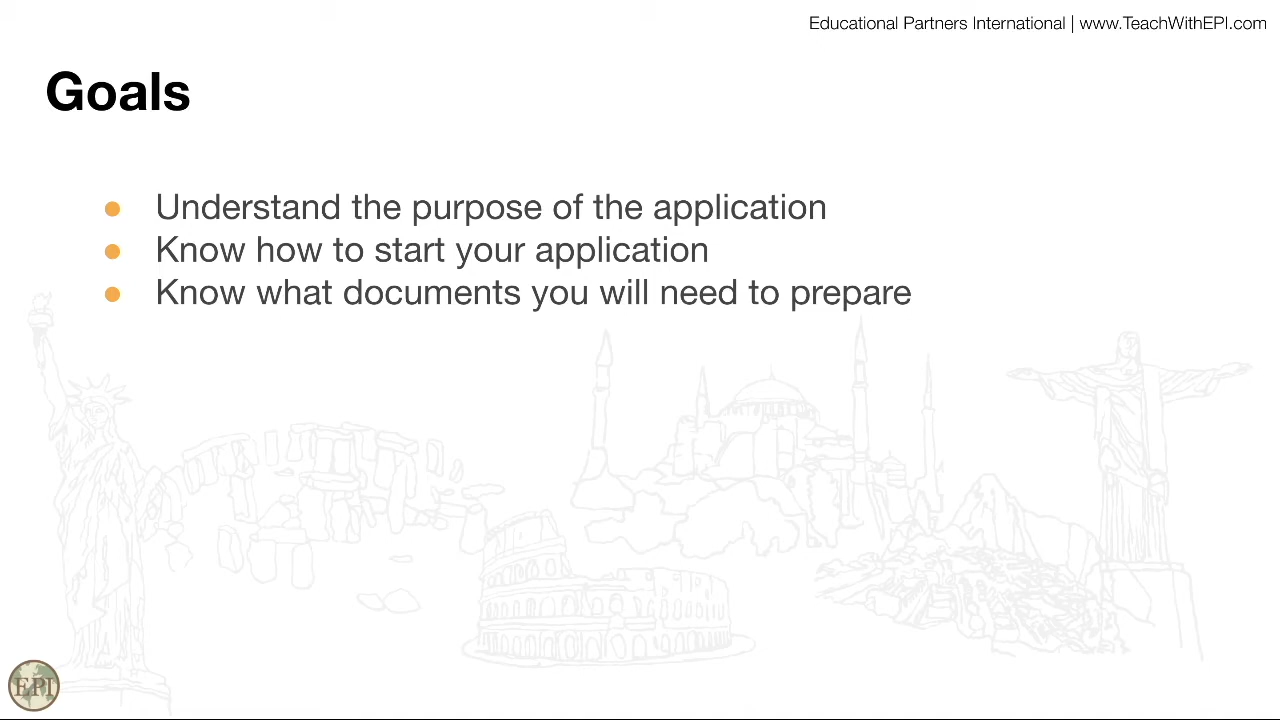 Educational Partners International | www.TeachWithEPI.com
Goals
● Understand the purpose of the application
● Know how to start your application
● Know what documents you will need to prepare
EPI